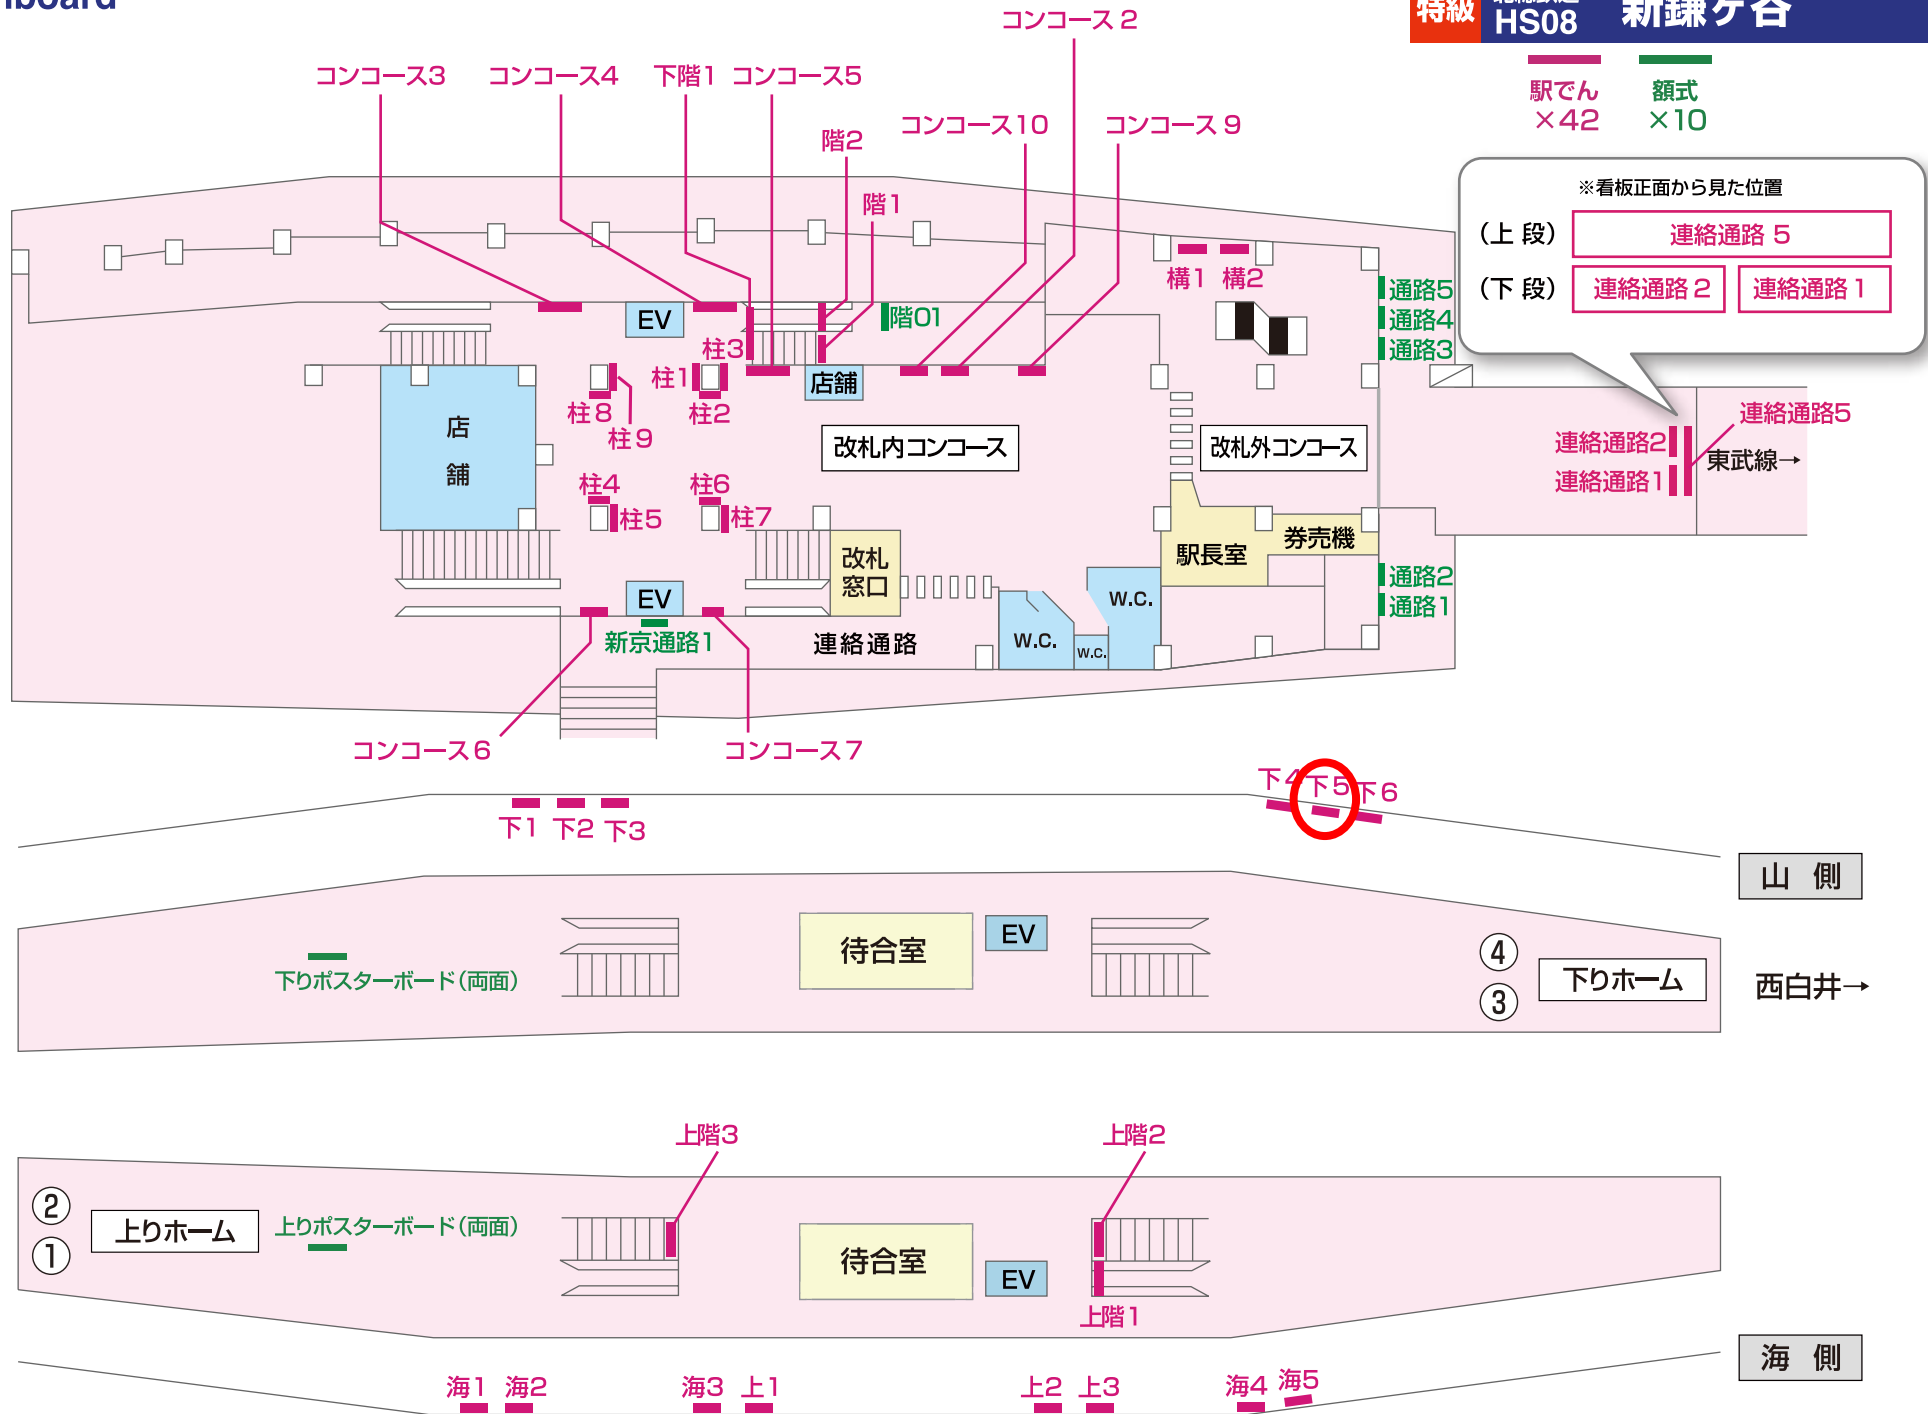 特級
HS08
新鎌ヶ谷
駅でん
×42
額式
×10
コンコース 2
コンコース3
コンコース4
下階1
コンコース5
階2
コンコース10
コンコース 9
階1
※看板正面から見た位置
(上 段)
連絡通路 5
(下 段)
連絡通路 2
連絡通路 1
構1
構2
通路5
通路4
通路3
階01
EV
柱3
柱1
柱2
柱8
柱9
店舗
店
舗
改札内コンコース
改札外コンコース
連絡通路5
連絡通路2
連絡通路1
東武線→
柱4
柱5
柱6
柱7
改札
窓口
駅長室
券売機
通路2
通路1
EV
新京通路1
連絡通路
W.C.
W.C.
W.C.
コンコース6
コンコース7
下1
下2
下3
下4
下5
下6
山 側
待合室
EV
下りポスターボード(両面)
④
③
下りホーム
西白井→
上階3
上階2
②
①
上りホーム
上りポスターボード(両面)
待合室
EV
上階1
海 側
海1
海2
海3
上1
上2
上3
海4
海5